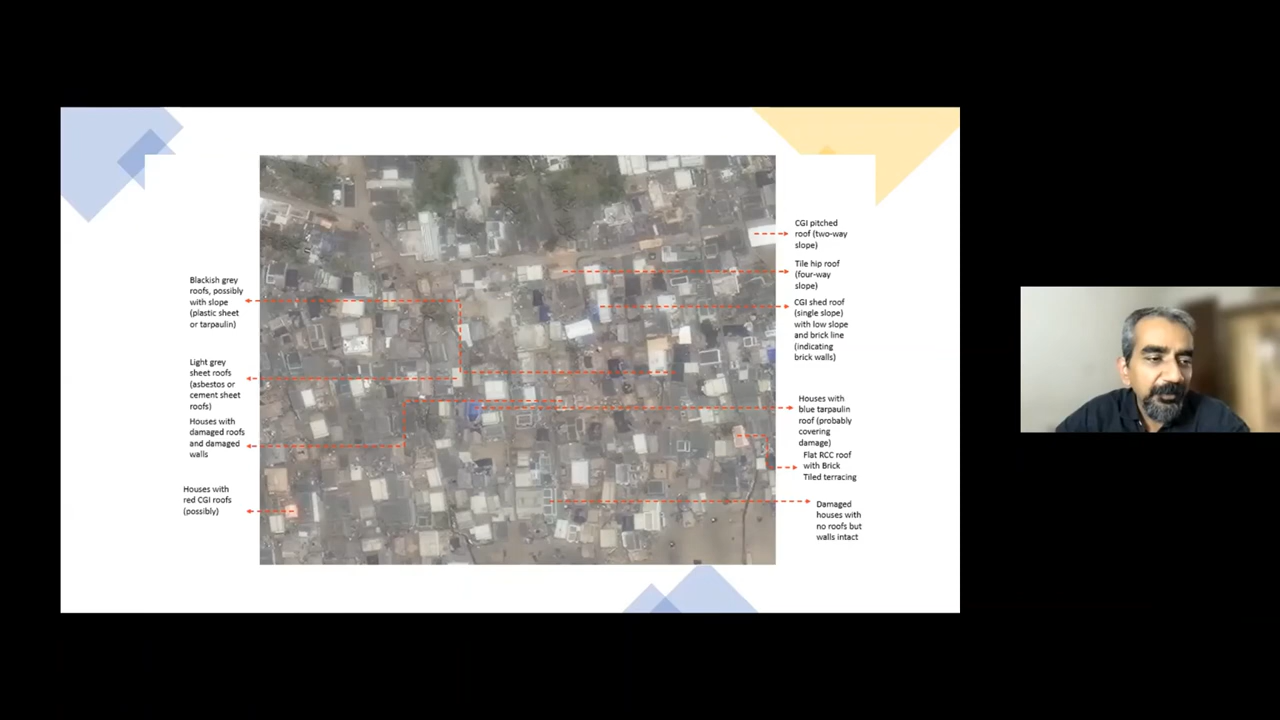 Blackish grey
roofs, possibly
with slope
(plastic sheet
or tarpaulin)
Light grey
sheet roofs
(asbestos or
cement sheet
roofs)
Houses with
damaged roofs
and damaged
walls
Houses with
red CGI roofs
(possibly)
CGI pitched
roof (two-way
slope)
Tile hip roof
(four-way
slope)
CGI shed roof
(single slope)
with low slope
and brick line
(indicating
brick walls)
Houses with
blue tarpaulin
roof (probably
covering
damage)
Flat RCC roof
with Brick
Tiled terracing
Damaged
houses with
no roofs but
walls intact